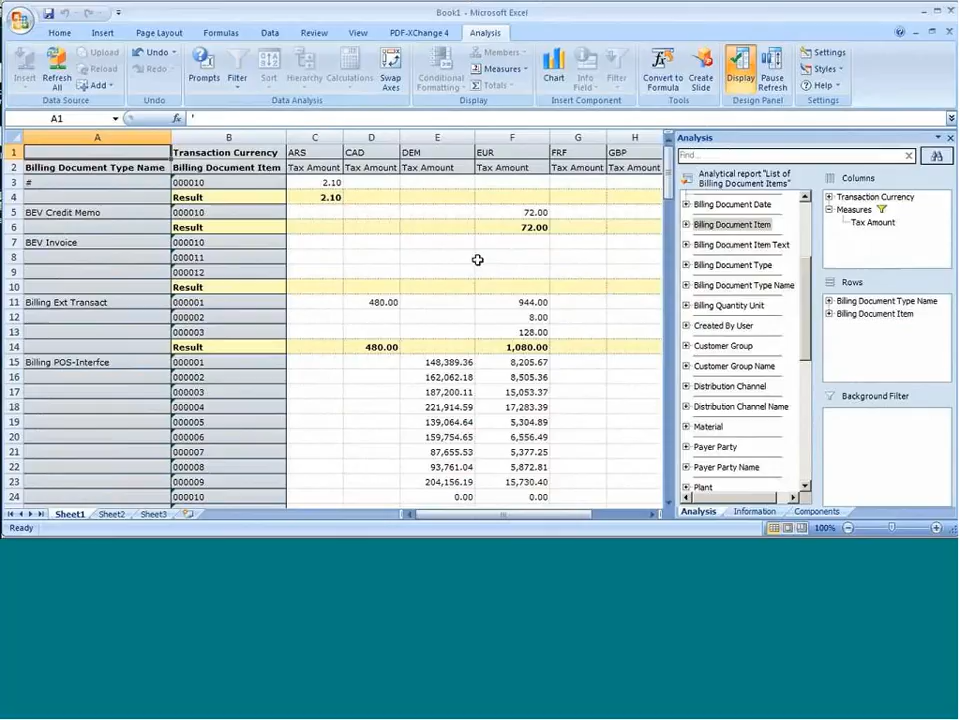 Book1 - Microsoft Excel
Home Insert Page Layout Formulas Data Review View PDF-XChange 4 Analysis
Insert Refresh All Upload Reload Add Undo Redo Prompts Filter Sort Hierarchy Calculations Swap Axes Conditional Formatting Members Measures Totals Chart Info Field Filter Convert to Formula Create Slide Display Pause Refresh Settings Styles Help
Data Source Undo Data Analysis Display Insert Component Tools Design Panel Settings
A1 '
A B C D E F G H
1 Transaction Currency ARS CAD DEM EUR FRF GBP
2 Billing Document Type Name Billing Document Item Tax Amount Tax Amount Tax Amount Tax Amount Tax Amount Tax Amount
3 # 000010 2.10
4 Result 2.10
5 BEV Credit Memo 000010 72.00
6 Result 72.00
7 BEV Invoice 000010
8 000011
9 000012
10 Result
11 Billing Ext Transact 000001 480.00 944.00
12 000002 8.00
13 000003 128.00
14 Result 480.00 1,080.00
15 Billing POS-Interfce 000001 148,389.36 8,205.67
16 000002 162,062.18 8,505.36
17 000003 187,200.11 15,053.37
18 000004 221,914.59 17,283.39
19 000005 139,064.64 5,304.89
20 000006 159,754.65 6,556.49
21 000007 87,655.53 5,377.25
22 000008 93,761.04 5,872.81
23 000009 204,156.19 15,730.40
24 000010 0.00 0.00
Sheet1 Sheet2 Sheet3
Ready
100%
Analysis
Find...
Analytical report "List of
Billing Document Items"
Billing Document Date
Billing Document Item
Billing Document Item Text
Billing Document Type
Billing Document Type Name
Billing Quantity Unit
Created By User
Customer Group
Customer Group Name
Distribution Channel
Distribution Channel Name
Material
Payer Party
Payer Party Name
Plant
Columns
Transaction Currency
Measures
Tax Amount
Rows
Billing Document Type Name
Billing Document Item
Background Filter
Analysis Information Components